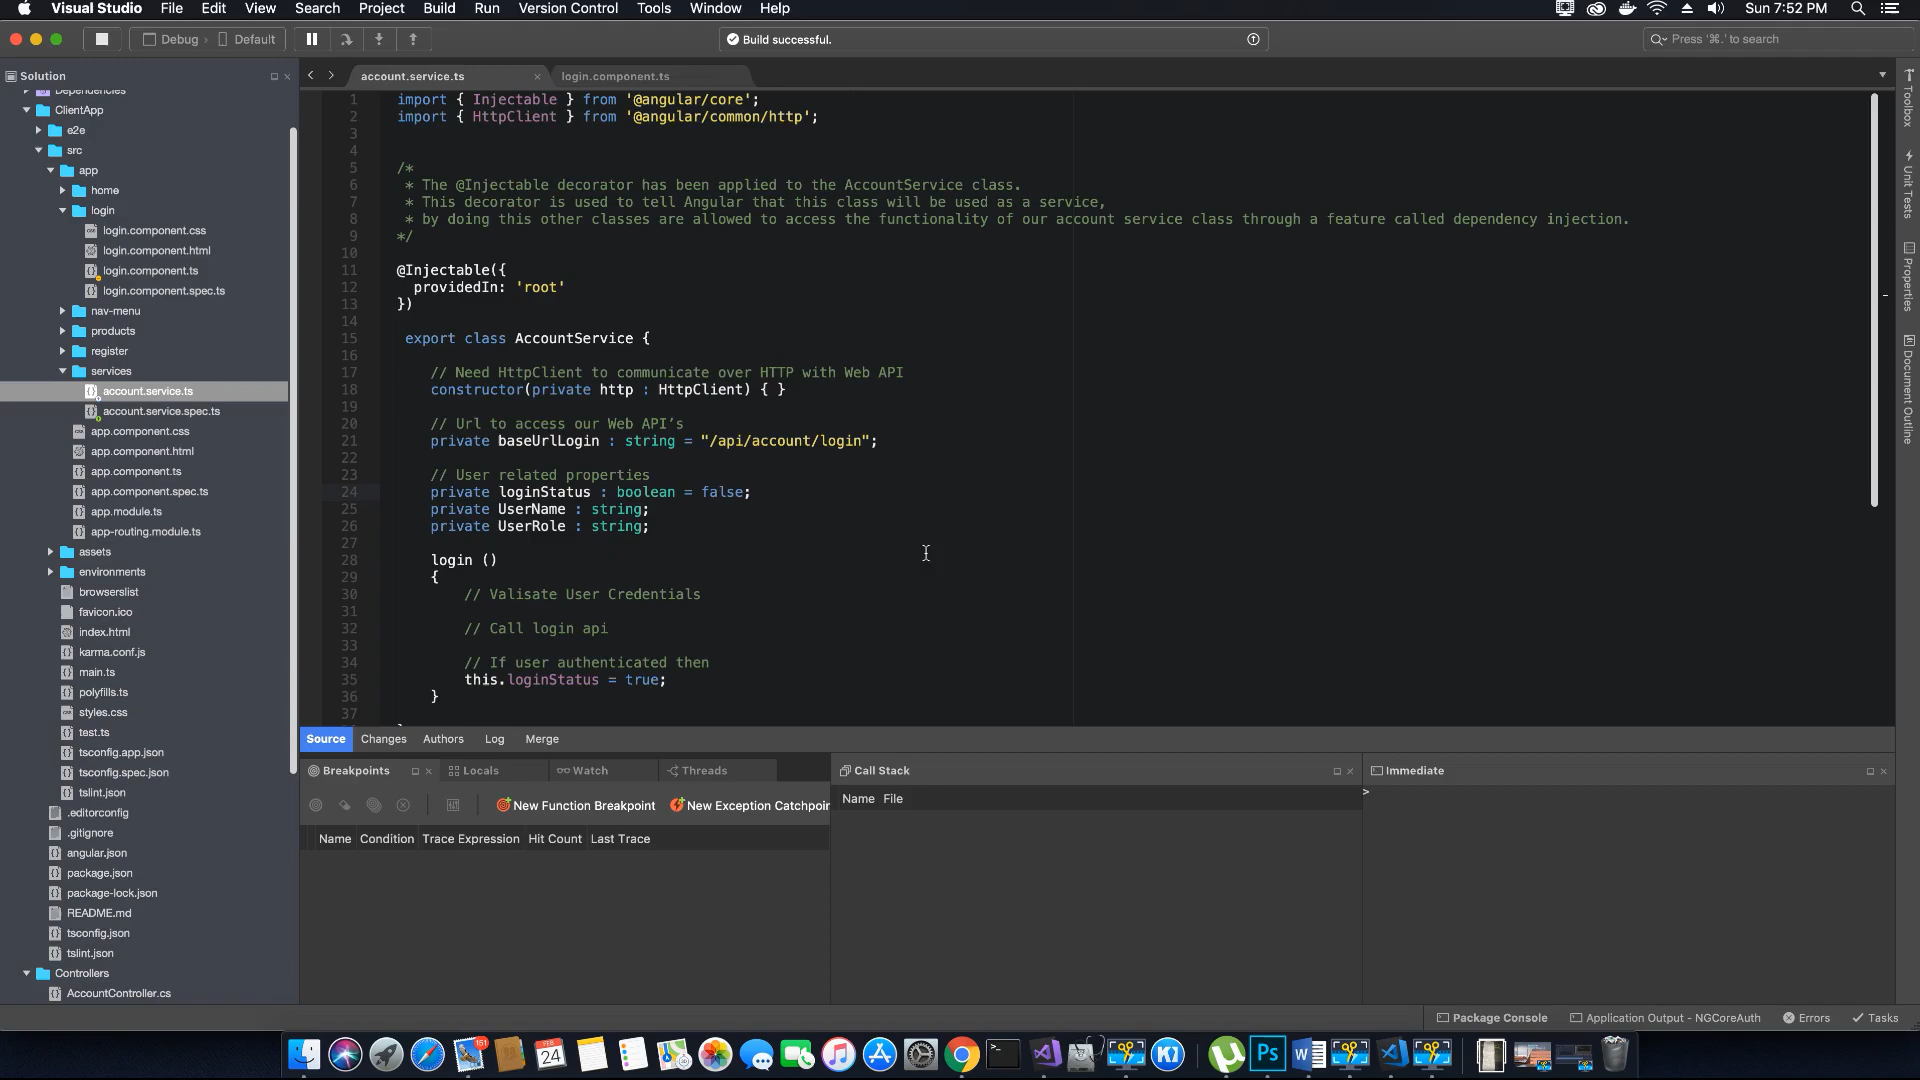 Visual Studio File Edit View Search Project Build Run Version Control Tools Window Help Sun 7:52 PM
Debug Default Build successful. Press ‘⌘.’ to search
Solution
Dependencies
ClientApp
e2e
src
app
home
login
login.component.css
login.component.html
login.component.ts
login.component.spec.ts
nav-menu
products
register
services
account.service.ts
account.service.spec.ts
app.component.css
app.component.html
app.component.ts
app.component.spec.ts
app.module.ts
app-routing.module.ts
assets
environments
browserslist
favicon.ico
index.html
karma.conf.js
main.ts
polyfills.ts
styles.css
test.ts
tsconfig.app.json
tsconfig.spec.json
tslint.json
.editorconfig
.gitignore
angular.json
package.json
package-lock.json
README.md
tsconfig.json
tslint.json
Controllers
AccountController.cs
account.service.ts login.component.ts
1 import { Injectable } from '@angular/core';
2 import { HttpClient } from '@angular/common/http';
3
4
5 /*
6 * The @Injectable decorator has been applied to the AccountService class.
7 * This decorator is used to tell Angular that this class will be used as a service,
8 * by doing this other classes are allowed to access the functionality of our account service class through a feature called dependency injection.
9 */
10
11 @Injectable({
12 providedIn: 'root'
13 })
14
15 export class AccountService {
16
17 // Need HttpClient to communicate over HTTP with Web API
18 constructor(private http : HttpClient) { }
19
20 // Url to access our Web API’s
21 private baseUrlLogin : string = "/api/account/login";
22
23 // User related properties
24 private loginStatus : boolean = false;
25 private UserName : string;
26 private UserRole : string;
27
28 login ()
29 {
30 // Valisate User Credentials
31
32 // Call login api
33
34 // If user authenticated then
35 this.loginStatus = true;
36 }
37
Source Changes Authors Log Merge
Breakpoints Locals Watch Threads
New Function Breakpoint New Exception Catchpoin
Name Condition Trace Expression Hit Count Last Trace
Call Stack
Name File
Immediate
>
Toolbox
Unit Tests
Properties
Document Outline
Package Console Application Output - NGCoreAuth Errors Tasks
151
FEB
24
Ps